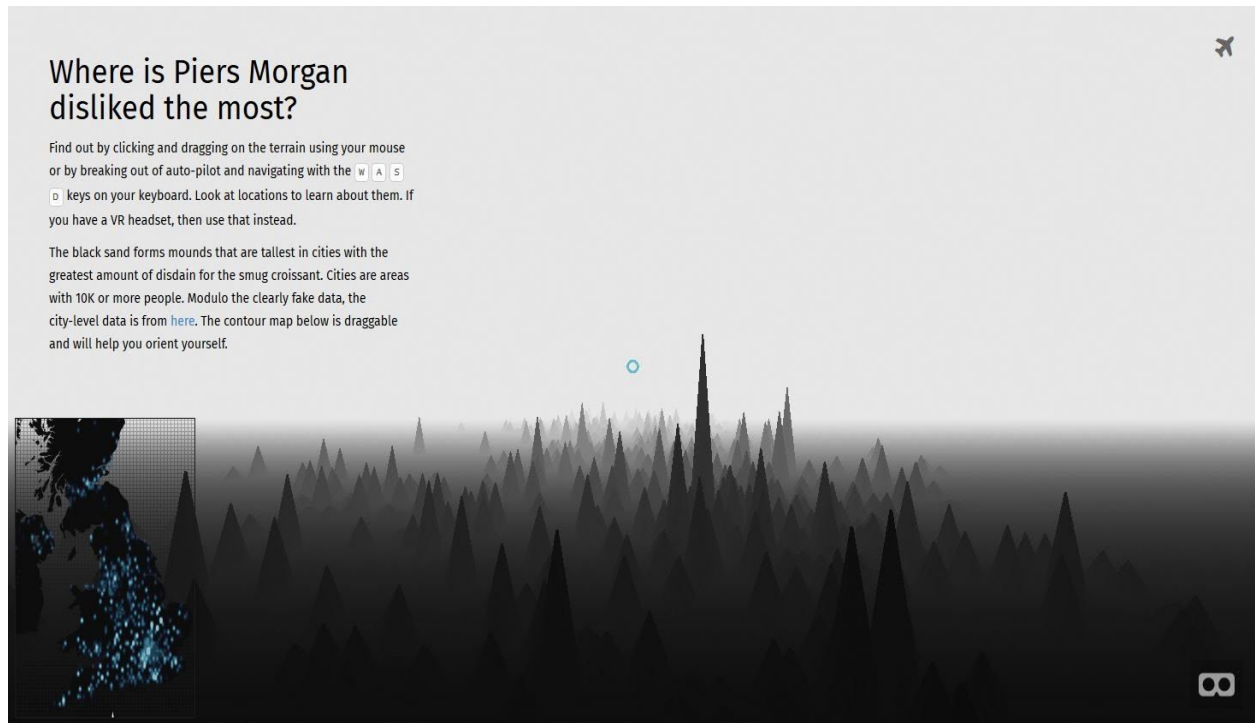 Where is Piers Morgan
disliked the most?
Find out by clicking and dragging on the terrain using your mouse
or by breaking out of auto-pilot and navigating with the W A S
D keys on your keyboard. Look at locations to learn about them. If
you have a VR headset, then use that instead.
The black sand forms mounds that are tallest in cities with the
greatest amount of disdain for the smug croissant. Cities are areas
with 10K or more people. Modulo the clearly fake data, the
city-level data is from here. The contour map below is draggable
and will help you orient yourself.